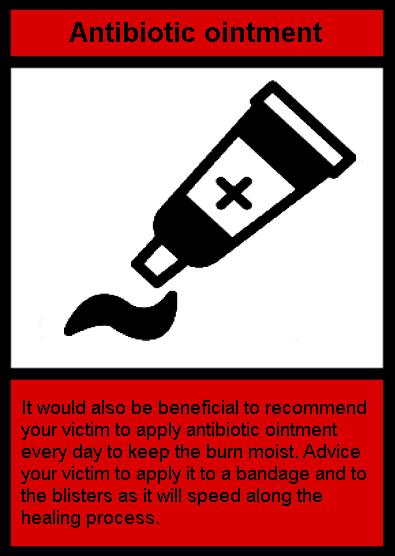 Antibiotic ointment
It would also be beneficial to recommend
your victim to apply antibiotic ointment
every day to keep the burn moist. Advice
your victim to apply it to a bandage and to
the blisters as it will speed along the
healing process.